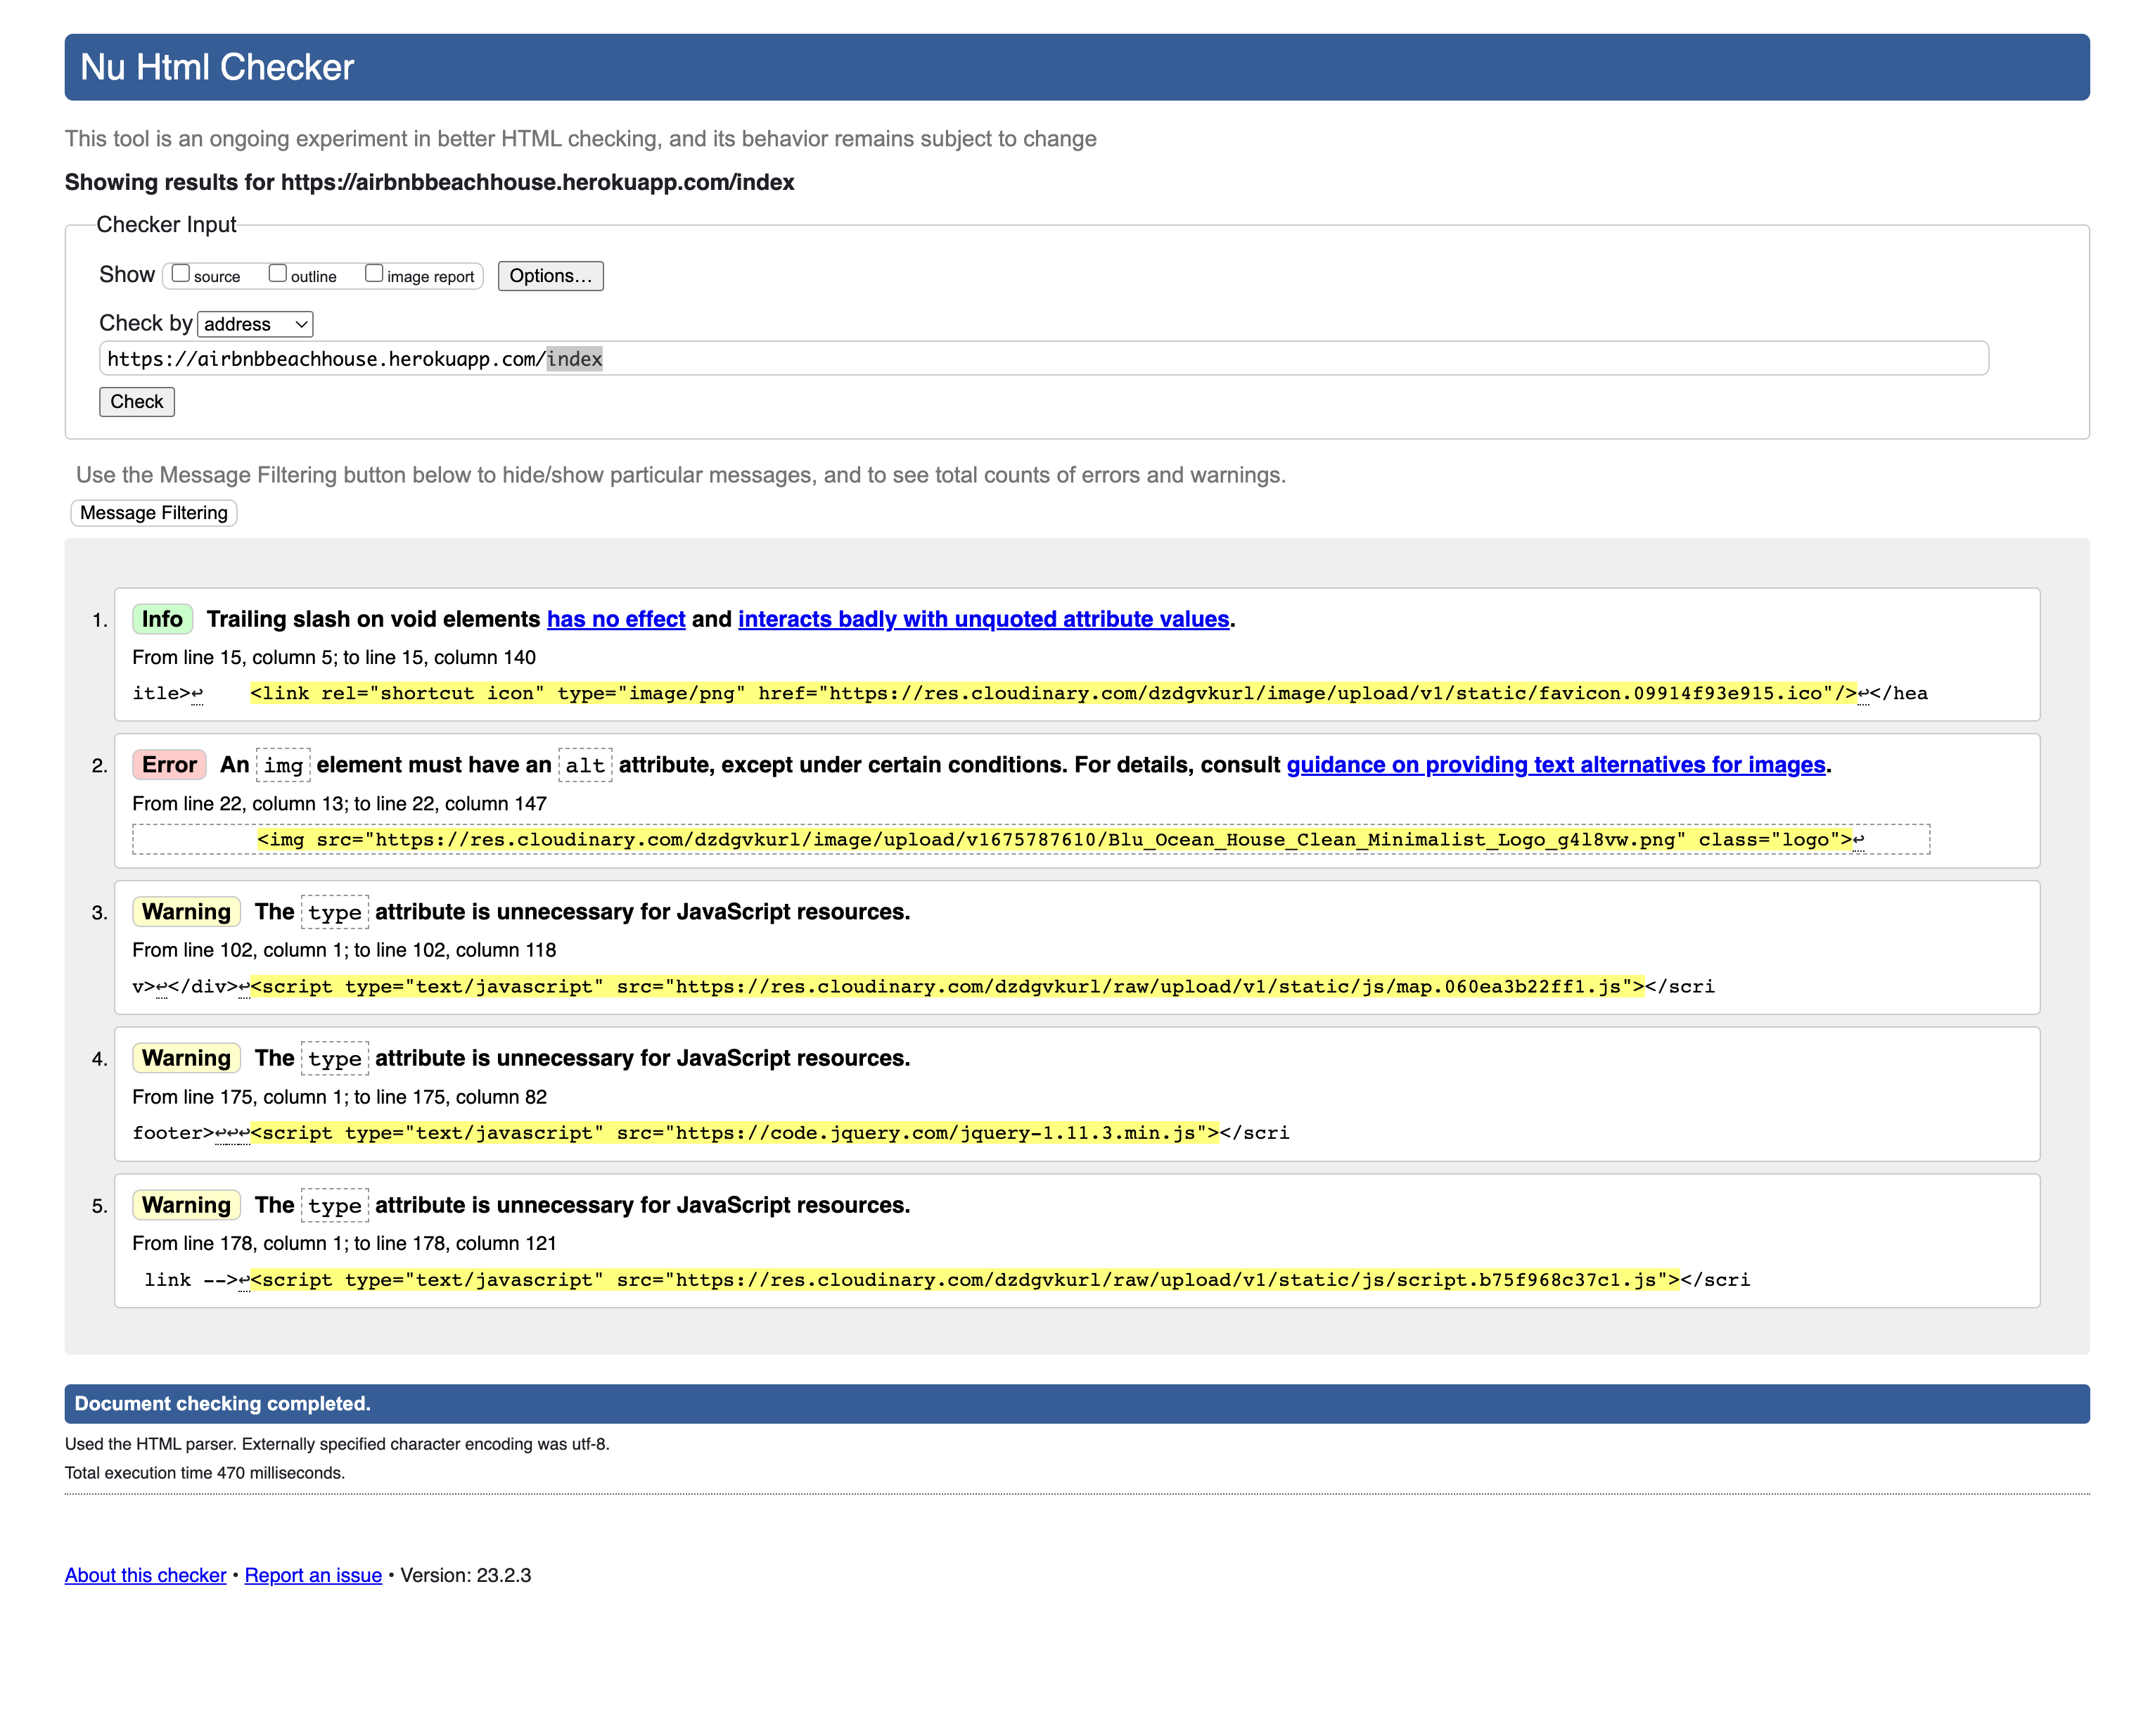 Nu Html Checker
This tool is an ongoing experiment in better HTML checking, and its behavior remains subject to change
Showing results for https://airbnbbeachhouse.herokuapp.com/index
Checker Input
Show source outline image report Options…
Check by address
https://airbnbbeachhouse.herokuapp.com/index
Check
Use the Message Filtering button below to hide/show particular messages, and to see total counts of errors and warnings.
Message Filtering
1. Info Trailing slash on void elements has no effect and interacts badly with unquoted attribute values.
From line 15, column 5; to line 15, column 140
itle>↩    <link rel="shortcut icon" type="image/png" href="https://res.cloudinary.com/dzdgvkurl/image/upload/v1/static/favicon.09914f93e915.ico"/>↩</hea
2. Error An img element must have an alt attribute, except under certain conditions. For details, consult guidance on providing text alternatives for images.
From line 22, column 13; to line 22, column 147
<img src="https://res.cloudinary.com/dzdgvkurl/image/upload/v1675787610/Blu_Ocean_House_Clean_Minimalist_Logo_g4l8vw.png" class="logo">↩
3. Warning The type attribute is unnecessary for JavaScript resources.
From line 102, column 1; to line 102, column 118
v>↩</div>↩<script type="text/javascript" src="https://res.cloudinary.com/dzdgvkurl/raw/upload/v1/static/js/map.060ea3b22ff1.js"></scri
4. Warning The type attribute is unnecessary for JavaScript resources.
From line 175, column 1; to line 175, column 82
footer>↩↩↩<script type="text/javascript" src="https://code.jquery.com/jquery-1.11.3.min.js"></scri
5. Warning The type attribute is unnecessary for JavaScript resources.
From line 178, column 1; to line 178, column 121
link -->↩<script type="text/javascript" src="https://res.cloudinary.com/dzdgvkurl/raw/upload/v1/static/js/script.b75f968c37c1.js"></scri
Document checking completed.
Used the HTML parser. Externally specified character encoding was utf-8.
Total execution time 470 milliseconds.
About this checker • Report an issue • Version: 23.2.3